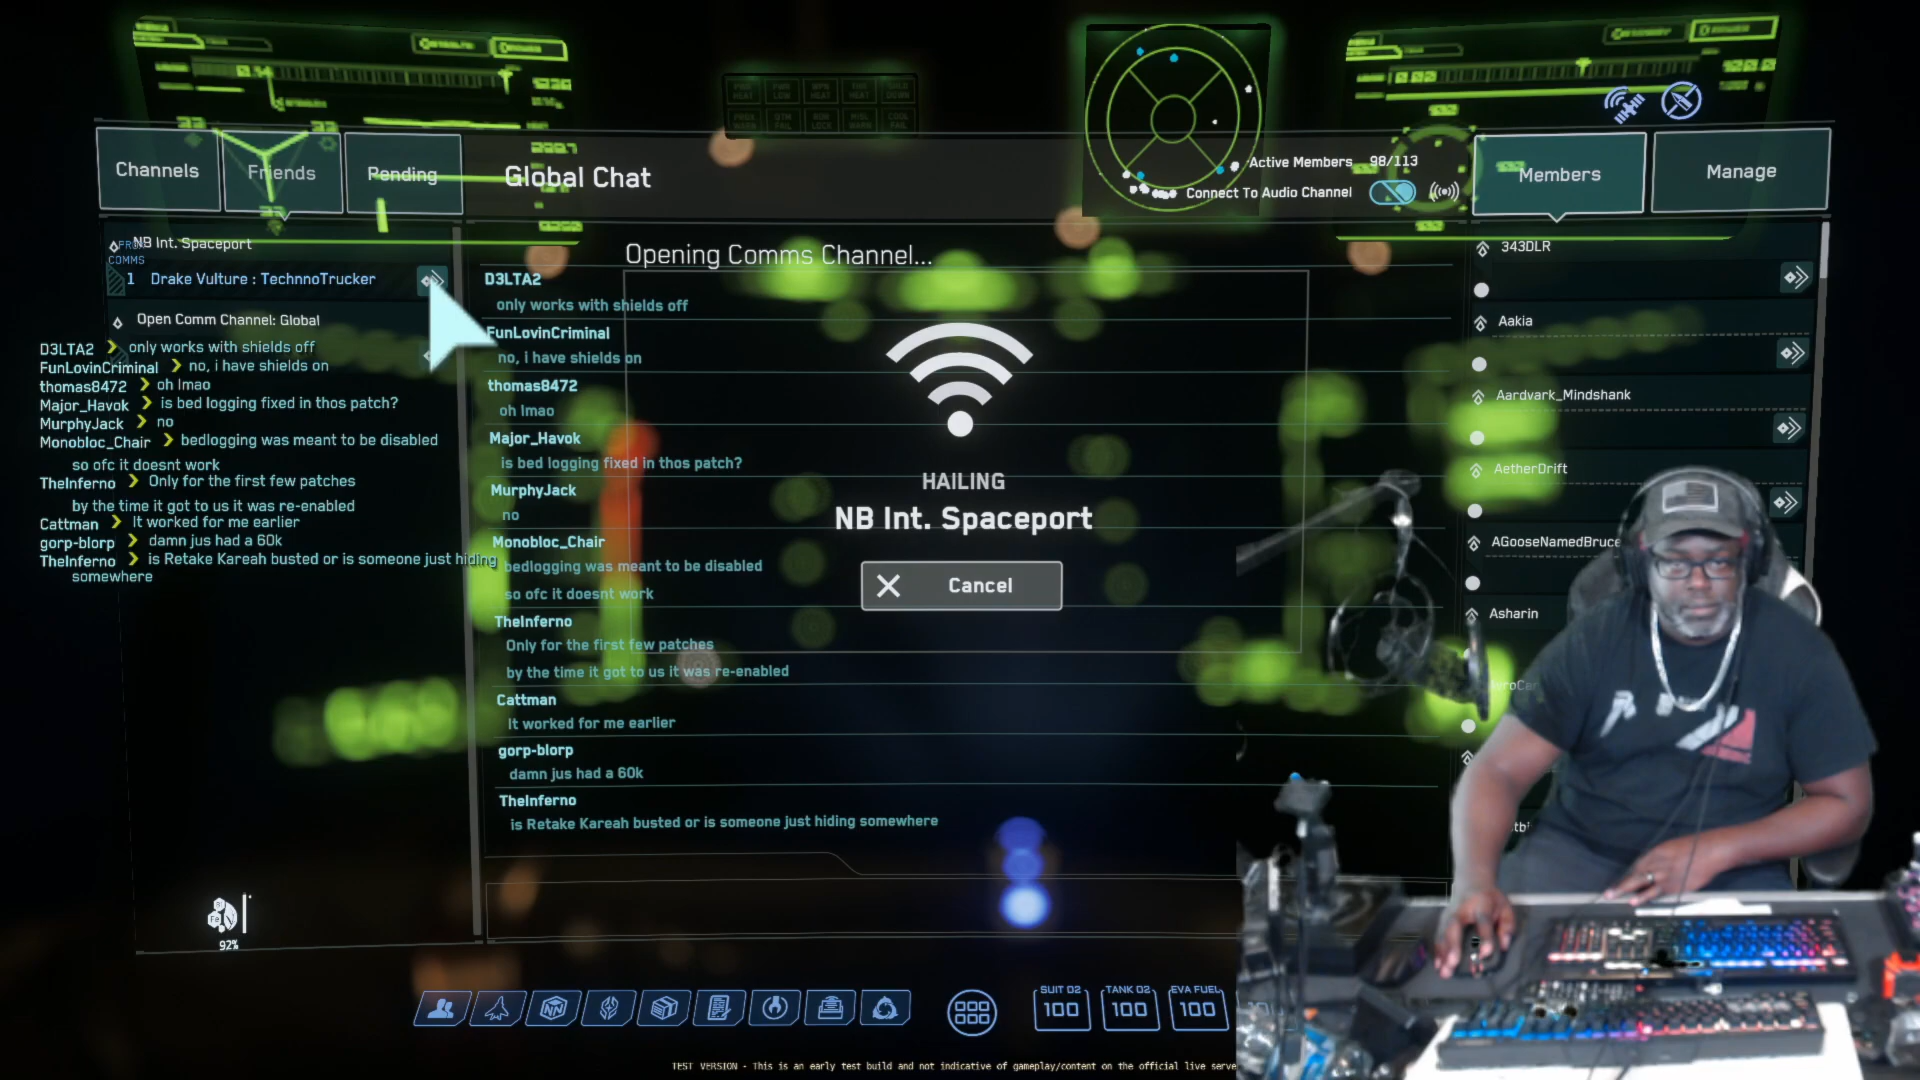 Channels
Friends
Pending
Global Chat
Active Members 98/113
Connect To Audio Channel
Members
Manage
NB Int. Spaceport
COMMS
1 Drake Vulture : TechnnoTrucker
Open Comm Channel: Global
D3LTA2 only works with shields off
FunLovinCriminal no, i have shields on
thomas8472 oh lmao
Major_Havok is bed logging fixed in thos patch?
MurphyJack no
Monobloc_Chair bedlogging was meant to be disabled
so ofc it doesnt work
TheInferno Only for the first few patches
by the time it got to us it was re-enabled
Cattman It worked for me earlier
gorp-blorp damn jus had a 60k
TheInferno is Retake Kareah busted or is someone just hiding
somewhere
92%
Opening Comms Channel...
D3LTA2
only works with shields off
FunLovinCriminal
no, i have shields on
thomas8472
oh lmao
Major_Havok
is bed logging fixed in thos patch?
MurphyJack
no
Monobloc_Chair
bedlogging was meant to be disabled
so ofc it doesnt work
TheInferno
Only for the first few patches
by the time it got to us it was re-enabled
Cattman
It worked for me earlier
gorp-blorp
damn jus had a 60k
TheInferno
is Retake Kareah busted or is someone just hiding somewhere
HAILING
NB Int. Spaceport
Cancel
343DLR
Aakia
Aardvark_Mindshank
AetherDrift
AGooseNamedBruce
Asharin
SUIT O2
100
TANK O2
100
EVA FUEL
100
TEST VERSION - This is an early test build and not indicative of gameplay/content on the official live serve